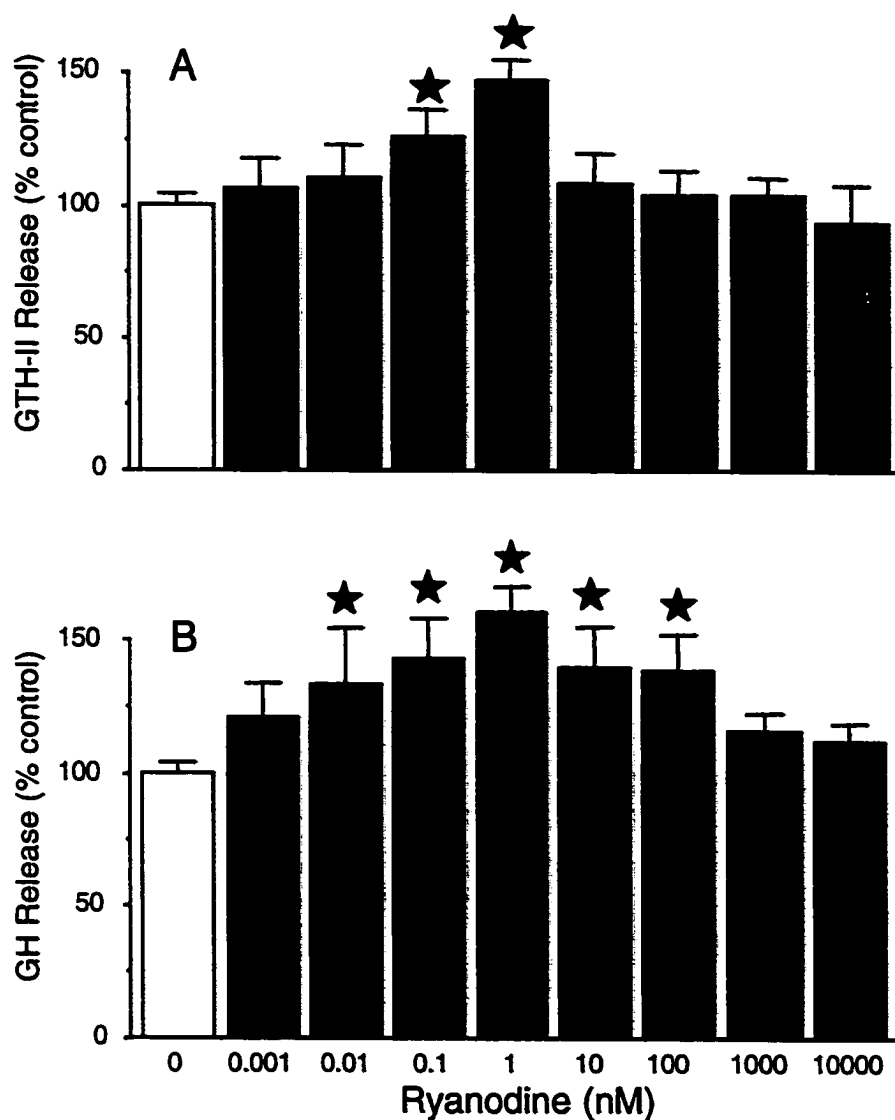 A
GTH-II Release (% control)
150
100
50
0
B
GH Release (% control)
150
100
50
0
0 0.001 0.01 0.1 1 10 100 1000 10000
Ryanodine (nM)